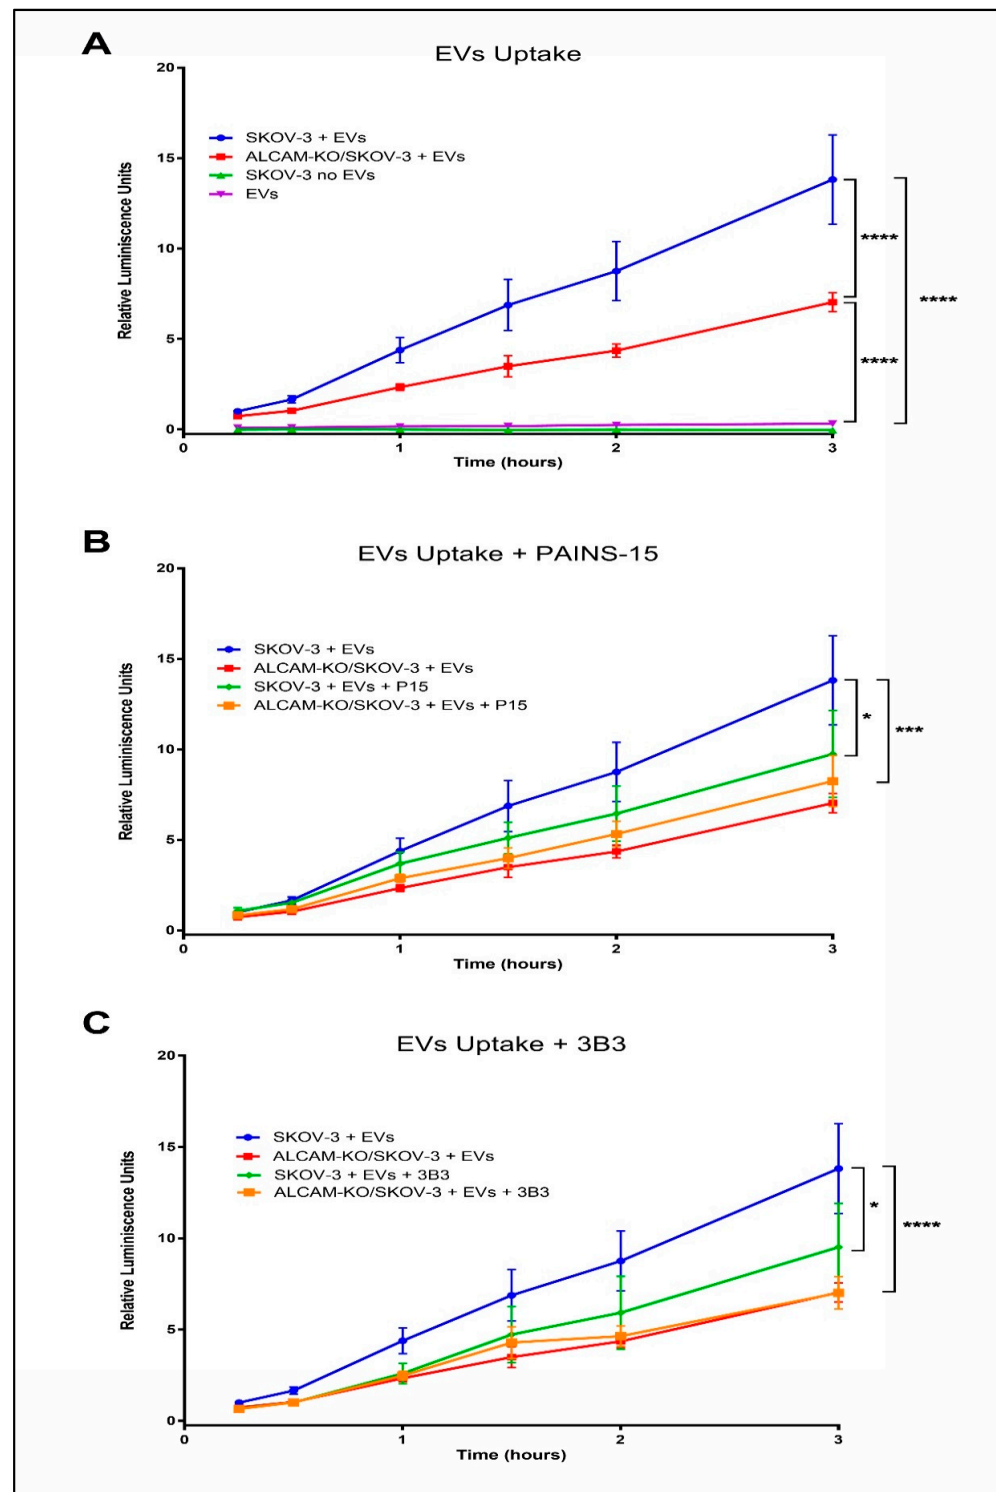 A
EVs Uptake
20
15
10
5
0
Relative Luminiscence Units
SKOV-3 + EVs
ALCAM-KO/SKOV-3 + EVs
SKOV-3 no EVs
EVs
****
****
****
0
1
2
3
Time (hours)
B
EVs Uptake + PAINS-15
20
15
10
5
0
Relative Luminiscence Units
SKOV-3 + EVs
ALCAM-KO/SKOV-3 + EVs
SKOV-3 + EVs + P15
ALCAM-KO/SKOV-3 + EVs + P15
*
***
0
1
2
3
Time (hours)
C
EVs Uptake + 3B3
20
15
10
5
0
Relative Luminiscence Units
SKOV-3 + EVs
ALCAM-KO/SKOV-3 + EVs
SKOV-3 + EVs + 3B3
ALCAM-KO/SKOV-3 + EVs + 3B3
*
****
0
1
2
3
Time (hours)